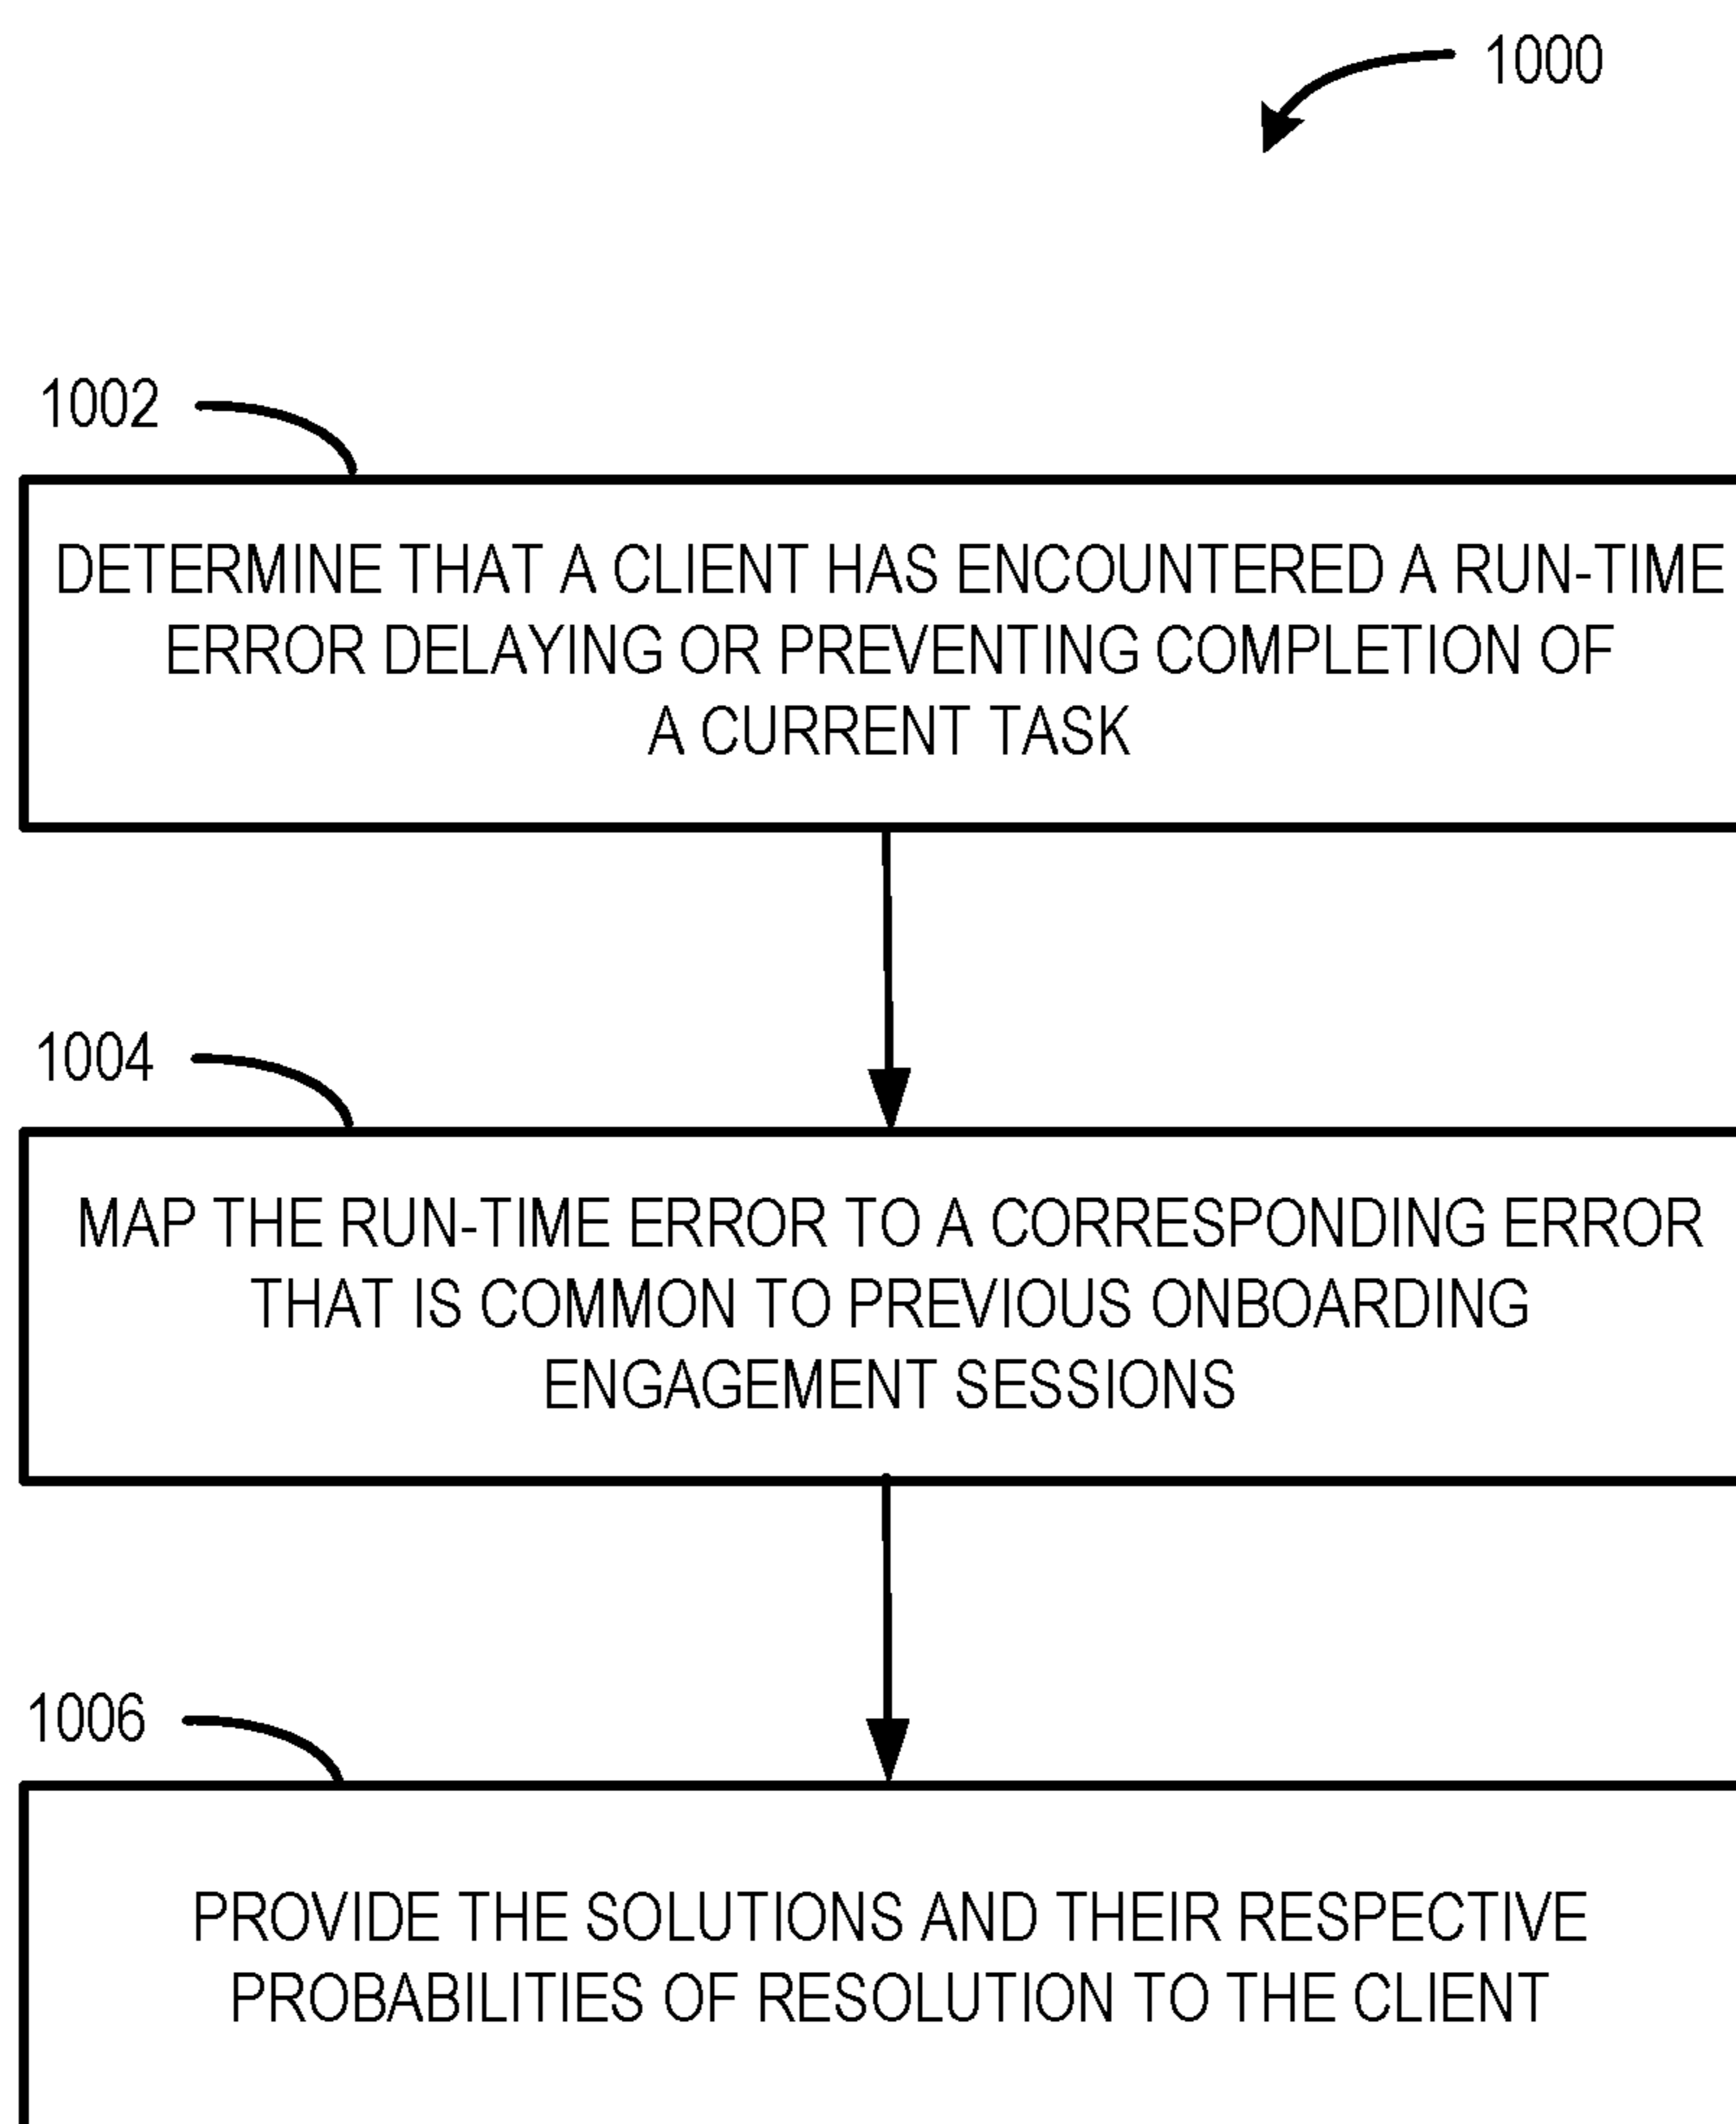 1000
1002
DETERMINE THAT A CLIENT HAS ENCOUNTERED A RUN-TIME
ERROR DELAYING OR PREVENTING COMPLETION OF
A CURRENT TASK
1004
MAP THE RUN-TIME ERROR TO A CORRESPONDING ERROR
THAT IS COMMON TO PREVIOUS ONBOARDING
ENGAGEMENT SESSIONS
1006
PROVIDE THE SOLUTIONS AND THEIR RESPECTIVE
PROBABILITIES OF RESOLUTION TO THE CLIENT